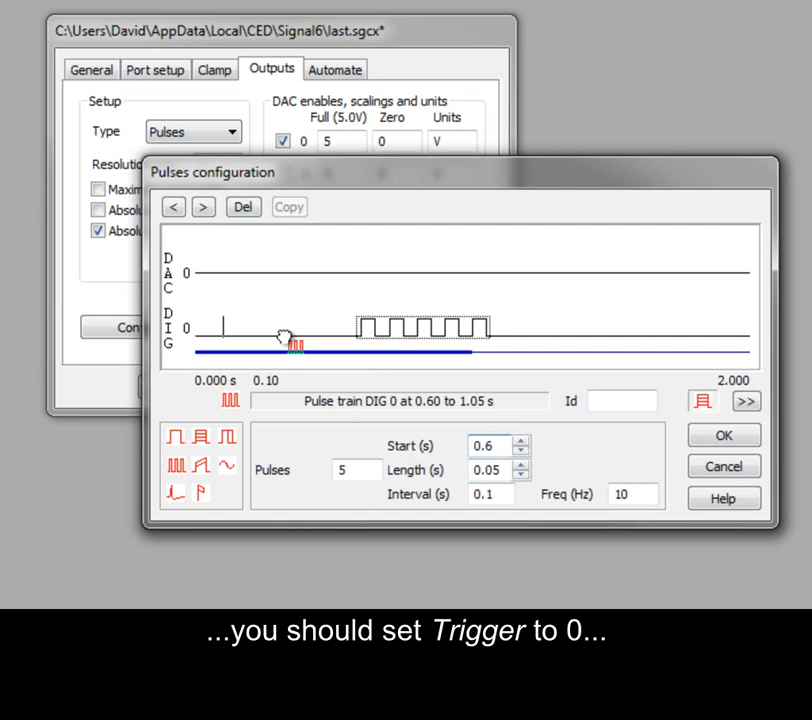 C:\Users\David\AppData\Local\CED\Signal6\last.sgcx*
General Port setup Clamp Outputs Automate
Setup
DAC enables, scalings and units
Full (5.0V) Zero Units
Type Pulses
0 5 0 V
Pulses configuration
< > Del Copy
DAC 0
DIG 0
0.000 s 0.10 2.000
Pulse train DIG 0 at 0.60 to 1.05 s Id >>
Start (s) 0.6 OK
Pulses 5 Length (s) 0.05 Cancel
Interval (s) 0.1 Freq (Hz) 10 Help
...you should set Trigger to 0...